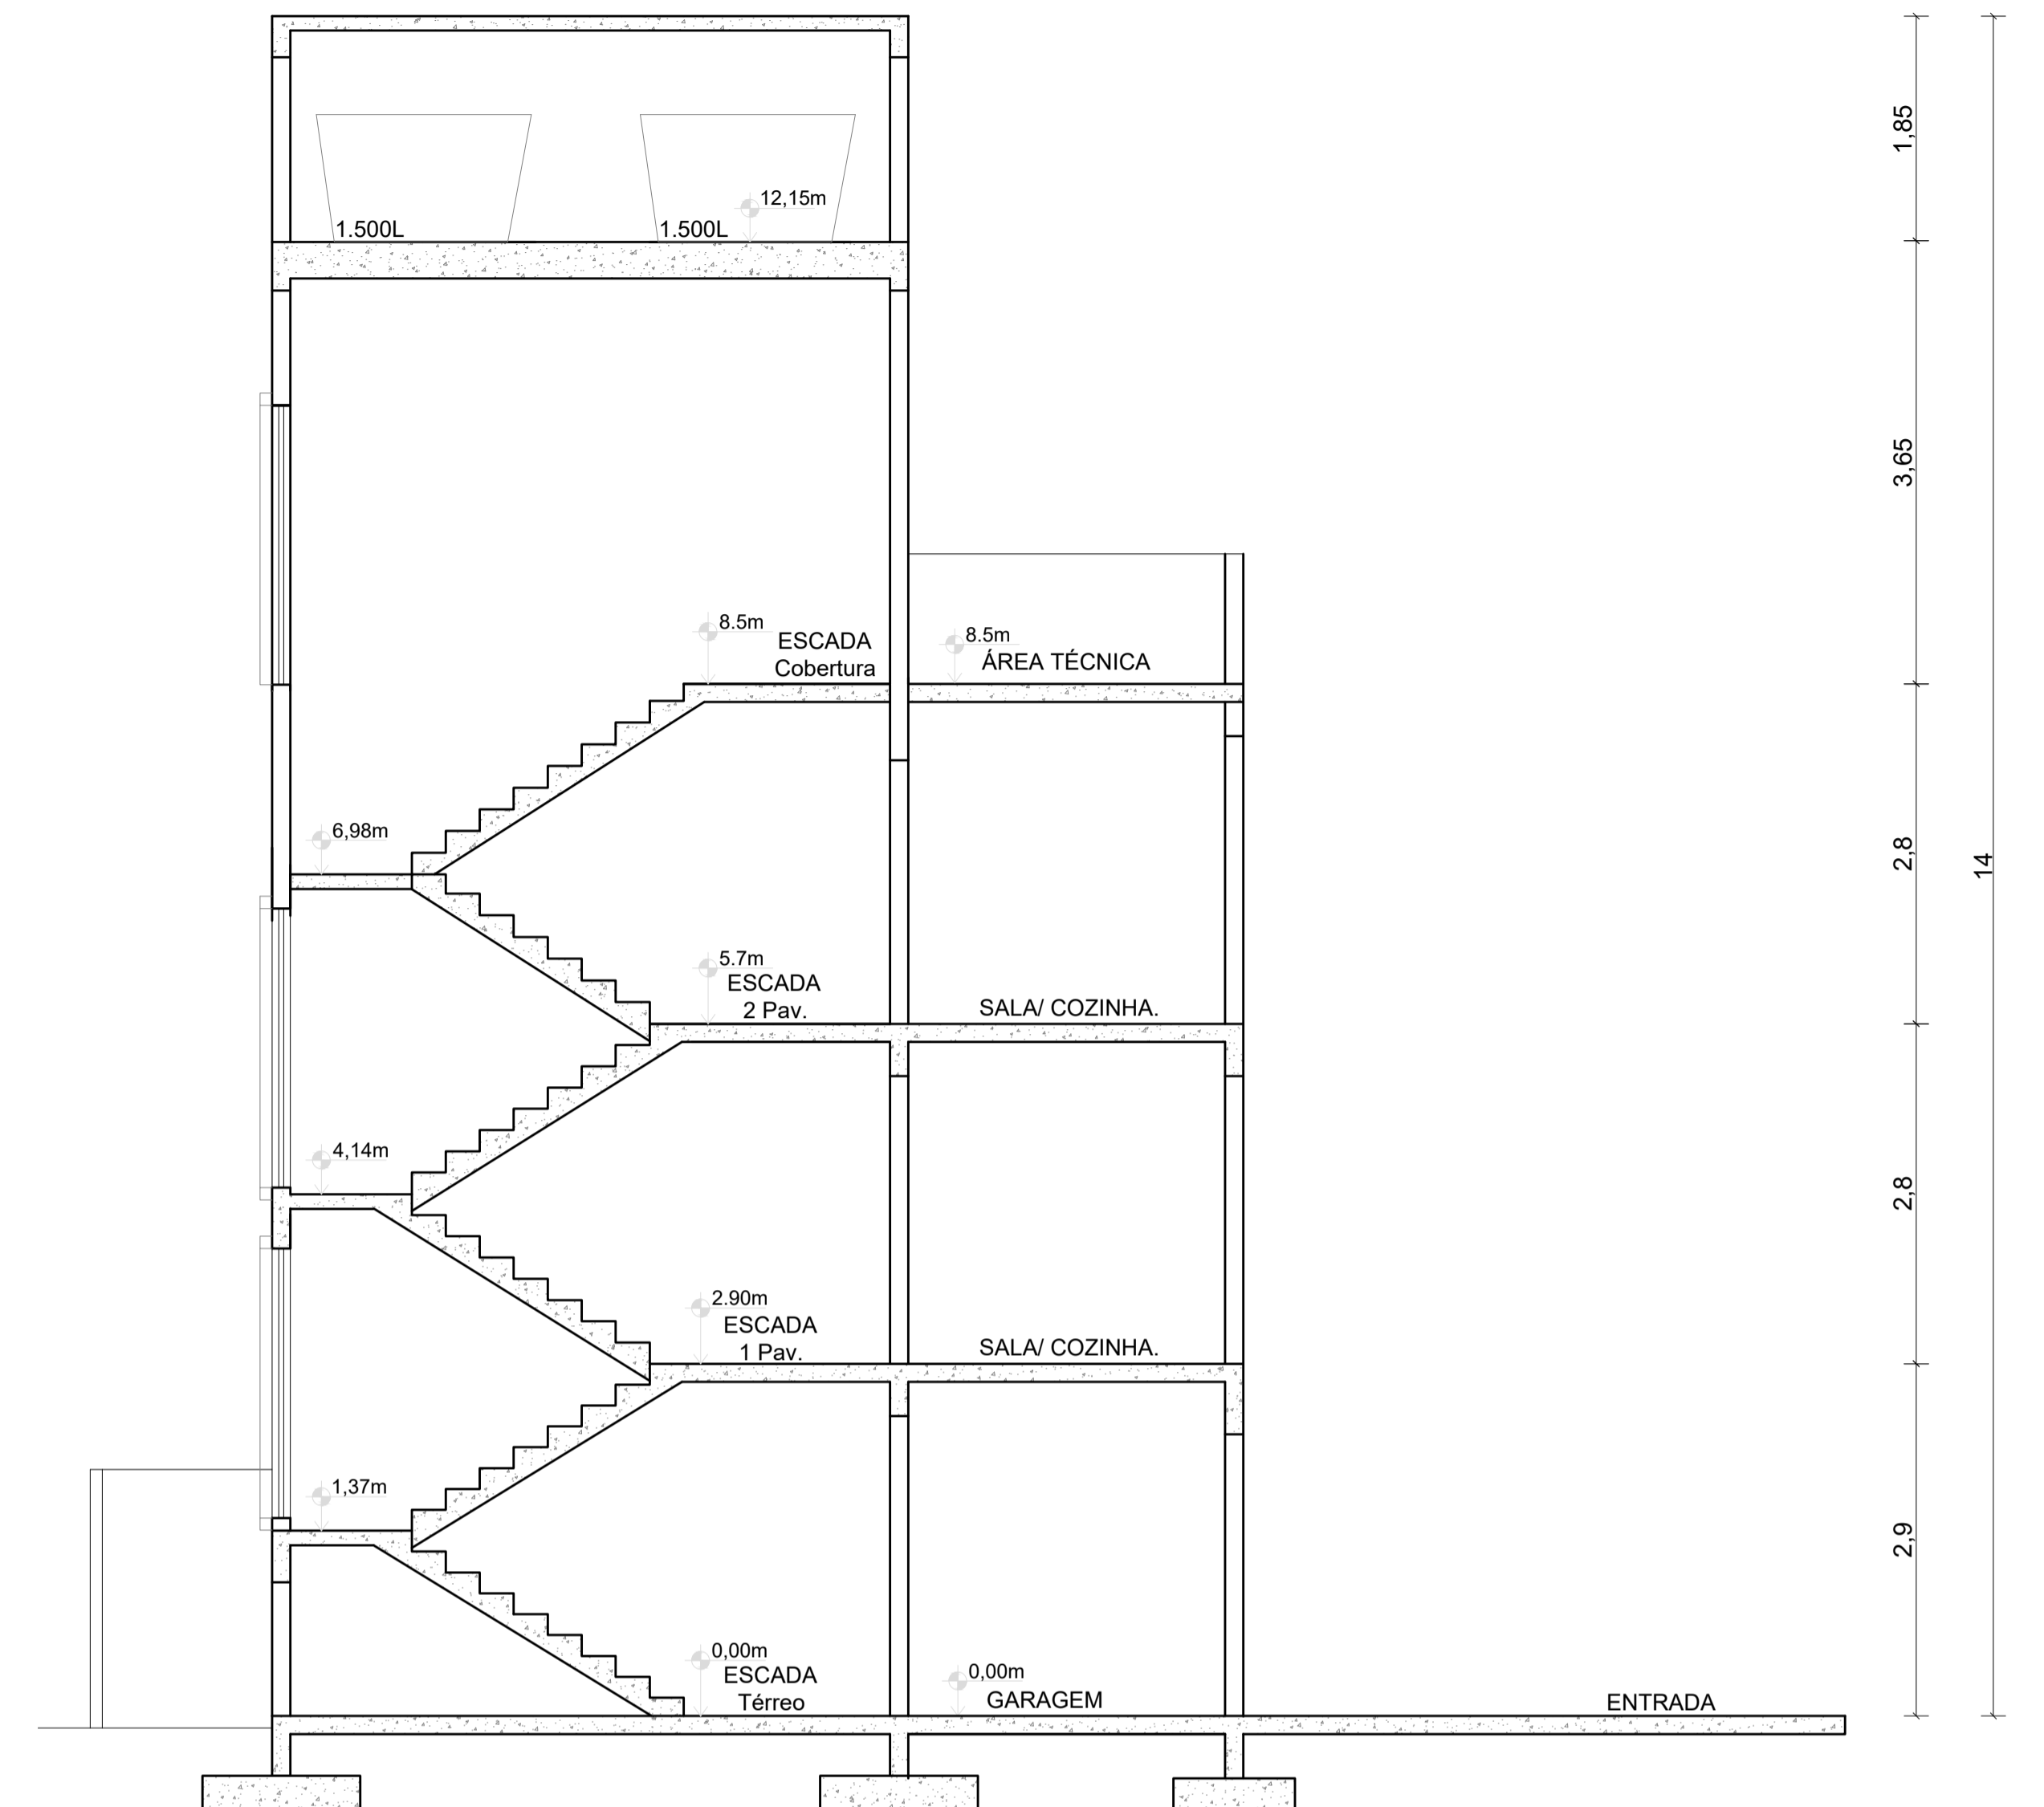 1,85
12,15m
1.500L
1.500L
3,65
8.5m
ESCADA
Cobertura
8.5m
ÁREA TÉCNICA
6,98m
2,8
14
5.7m
ESCADA
2 Pav.
SALA/ COZINHA.
4,14m
2,8
2.90m
ESCADA
1 Pav.
SALA/ COZINHA.
1,37m
2,9
0,00m
ESCADA
Térreo
0,00m
GARAGEM
ENTRADA